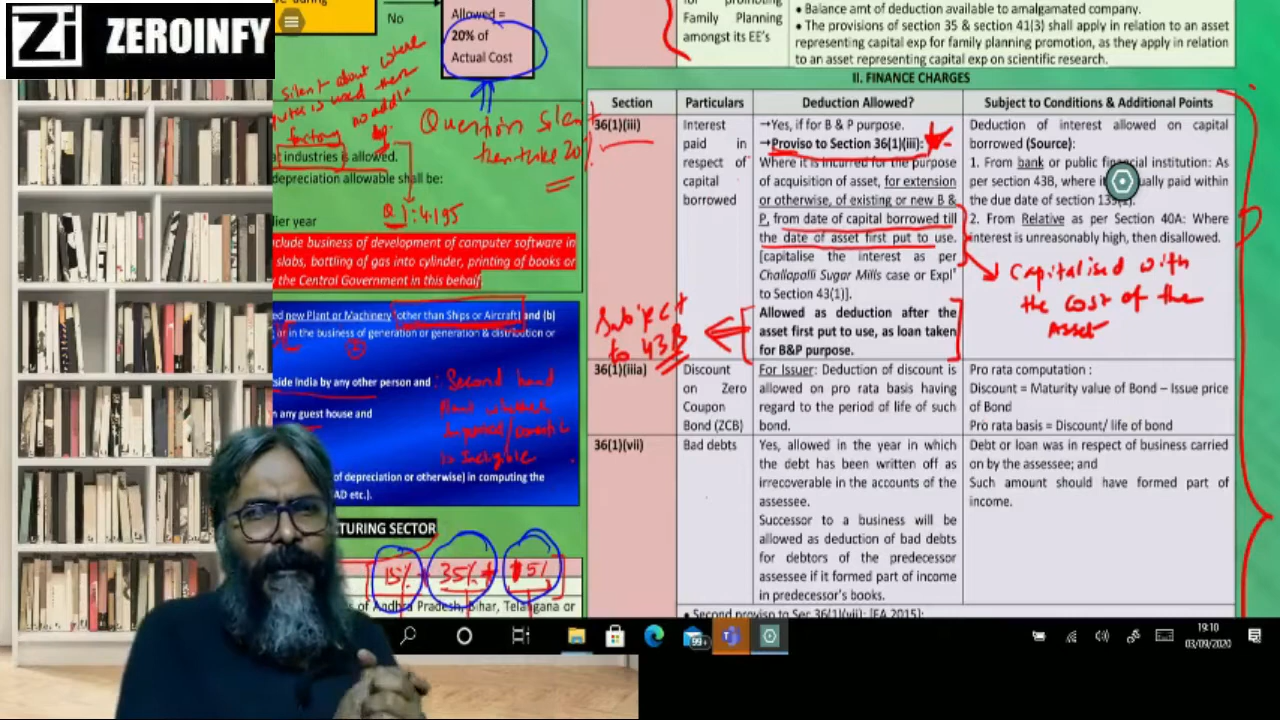 Zi ZEROINFY
during
No
Allowed =
20% of
Actual Cost
silent about where
is used then
factory no addl
dep.
Question Silent
then take 20%
industries is allowed.
depreciation allowable shall be:
Q 1:4.195
lier year
clude business of development of computer software in
slabs, bottling of gas into cylinder, printing of books or
y the Central Government in this behalf
ed new Plant or Machinery (other than Ships or Aircraft) and (b)
or in the business of generation or generation & distribution or
2
side India by any other person and : Second hand
n any guest house and
Plant whether
Imported/
is Ineligible
of depreciation or otherwise) in computing the
AD etc.).
TURING SECTOR
15% 35% + 15%
s of Andhra Pradesh, Bihar, Telangana or
for promoting
Family Planning
amongst its EE's
• Balance amt of deduction available to amalgamated company.
• The provisions of section 35 & section 41(3) shall apply in relation to an asset
representing capital exp for family planning promotion, as they apply in relation
to an asset representing capital exp on scientific research.
II. FINANCE CHARGES
Section Particulars Deduction Allowed? Subject to Conditions & Additional Points
36(1)(iii)
Interest
paid in
respect of
capital
borrowed
→Yes, if for B & P purpose.
→Proviso to Section 36(1)(iii):
Where it is incurred for the purpose
of acquisition of asset, for extension
or otherwise, of existing or new B &
P, from date of capital borrowed till
the date of asset first put to use.
[capitalise the interest as per
Challapalli Sugar Mills case or Expl'
to Section 43(1)].
Allowed as deduction after the
asset first put to use, as loan taken
for B&P purpose.
Deduction of interest allowed on capital
borrowed (Source):
1. From bank or public financial institution: As
per section 43B, where it ually paid within
the due date of section
2. From Relative as per Section 40A: Where
interest is unreasonably high, then disallowed.
Capitalised with
the cost of the
Asset
Subject
to 43B
36(1)(iiia)
Discount
on Zero
Coupon
Bond (ZCB)
For Issuer: Deduction of discount is
allowed on pro rata basis having
regard to the period of life of such
bond.
Pro rata computation :
Discount = Maturity value of Bond – Issue price
of Bond
Pro rata basis = Discount/ life of bond
36(1)(vii)
Bad debts
Yes, allowed in the year in which
the debt has been written off as
irrecoverable in the accounts of the
assessee.
Successor to a business will be
allowed as deduction of bad debts
for debtors of the predecessor
assessee if it formed part of income
in predecessor's books.
Debt or loan was in respect of business carried
on by the assessee; and
Such amount should have formed part of
income.
• Second proviso to Sec 36(1)(vii): [FA 2015]:
99+
19:10
03/09/2020